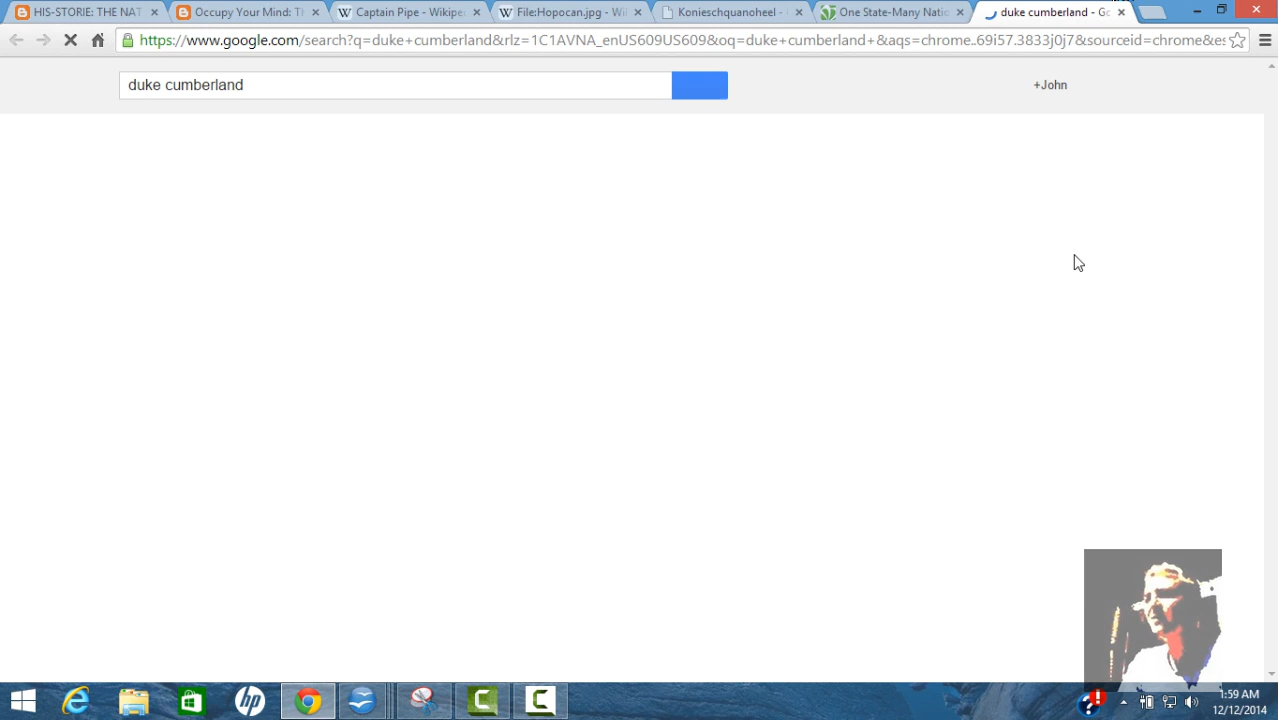 HIS-STORIE: THE NAT
Occupy Your Mind: Th
Captain Pipe - Wikipe
File:Hopocan.jpg - Wi
Konieschquanoheel -
One State-Many Natio
duke cumberland - Go
https://www.google.com/search?q=duke+cumberland&rlz=1C1AVNA_enUS609US609&oq=duke+cumberland+&aqs=chrome..69i57.3833j0j7&sourceid=chrome&es
duke cumberland
+John
hp
1:59 AM
12/12/2014